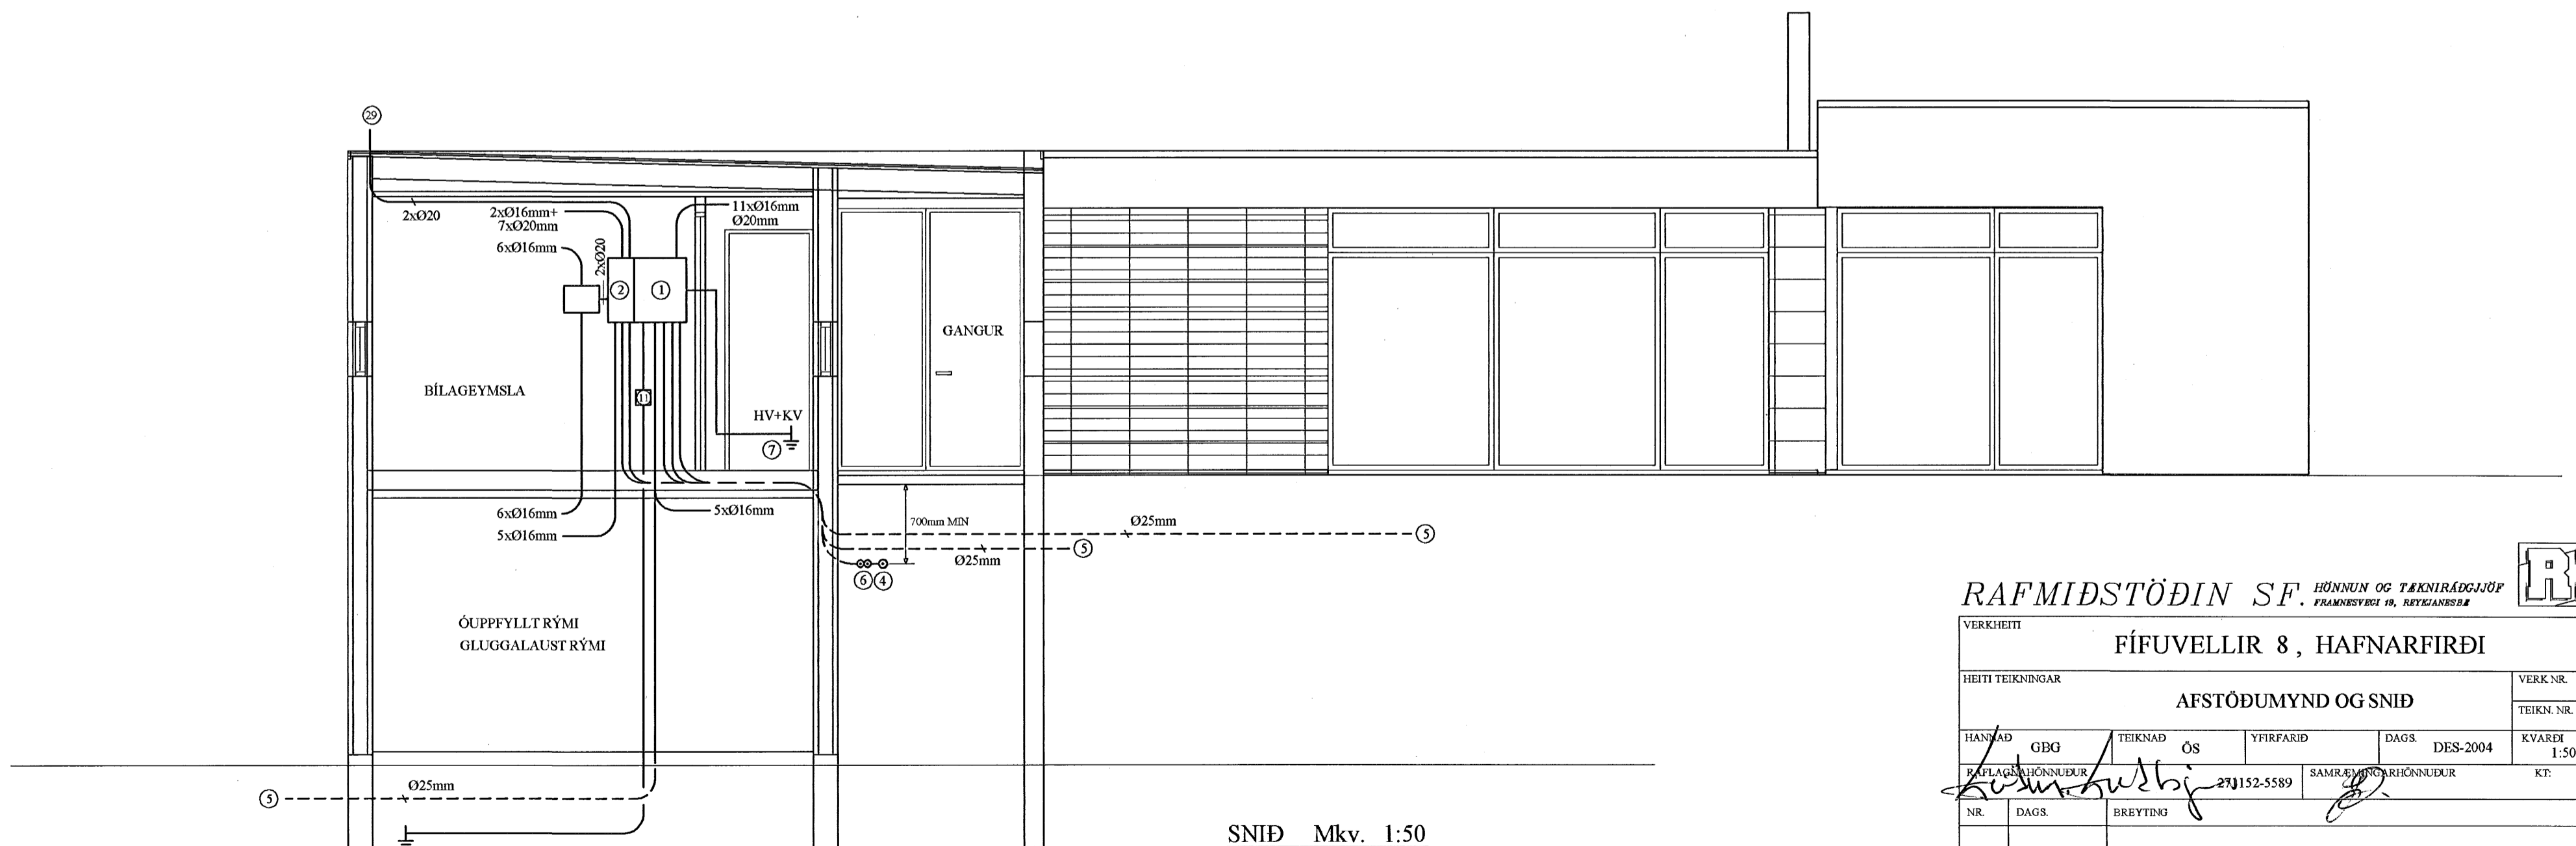 29
2xØ20
2xØ16mm+
7xØ20mm
11xØ16mm
Ø20mm
6xØ16mm
2xØ20
2
1
GANGUR
BÍLAGEYMSLA
11
HV+KV
7
6xØ16mm
5xØ16mm
5xØ16mm
700mm MIN
Ø25mm
5
Ø25mm
5
6
4
ÓUPPFYLLT RÝMI
GLUGGALAUST RÝMI
5
Ø25mm
SNIÐ Mkv. 1:50
RAFMIÐSTÖÐIN SF.
HÖNNUN OG TÆKNIRÁÐGJJÖF
FRAMNESVEGI 19, REYKJANESBÆ
VERKHEITI
FÍFUVELLIR 8 , HAFNARFIRÐI
HEITI TEIKNINGAR
AFSTÖÐUMYND OG SNIÐ
VERK NR.
TEIKN. NR.
HANNAÐ
GBG
TEIKNAÐ
ÖS
YFIRFARIÐ
DAGS.
DES-2004
KVARÐI
1:50
RAFLAGNAHÖNNUÐUR
271152-5589
SAMRÆMINGARHÖNNUÐUR
KT:
NR.
DAGS.
BREYTING